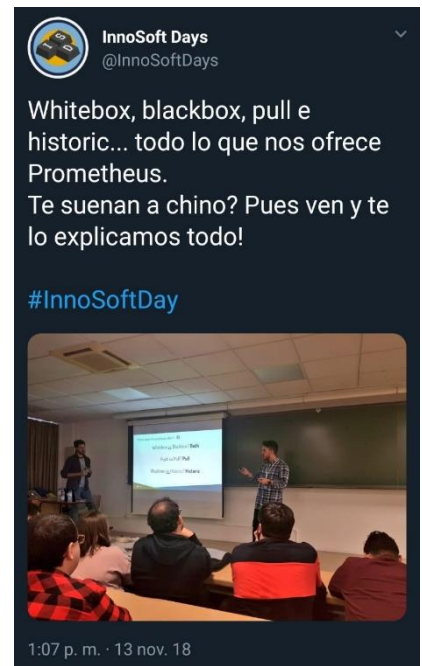 InnoSoft Days
@InnoSoftDays
Whitebox, blackbox, pull e
historic... todo lo que nos ofrece
Prometheus.
Te suenan a chino? Pues ven y te
lo explicamos todo!
#InnoSoftDay
Both
Pull
1:07 p. m. · 13 nov. 18